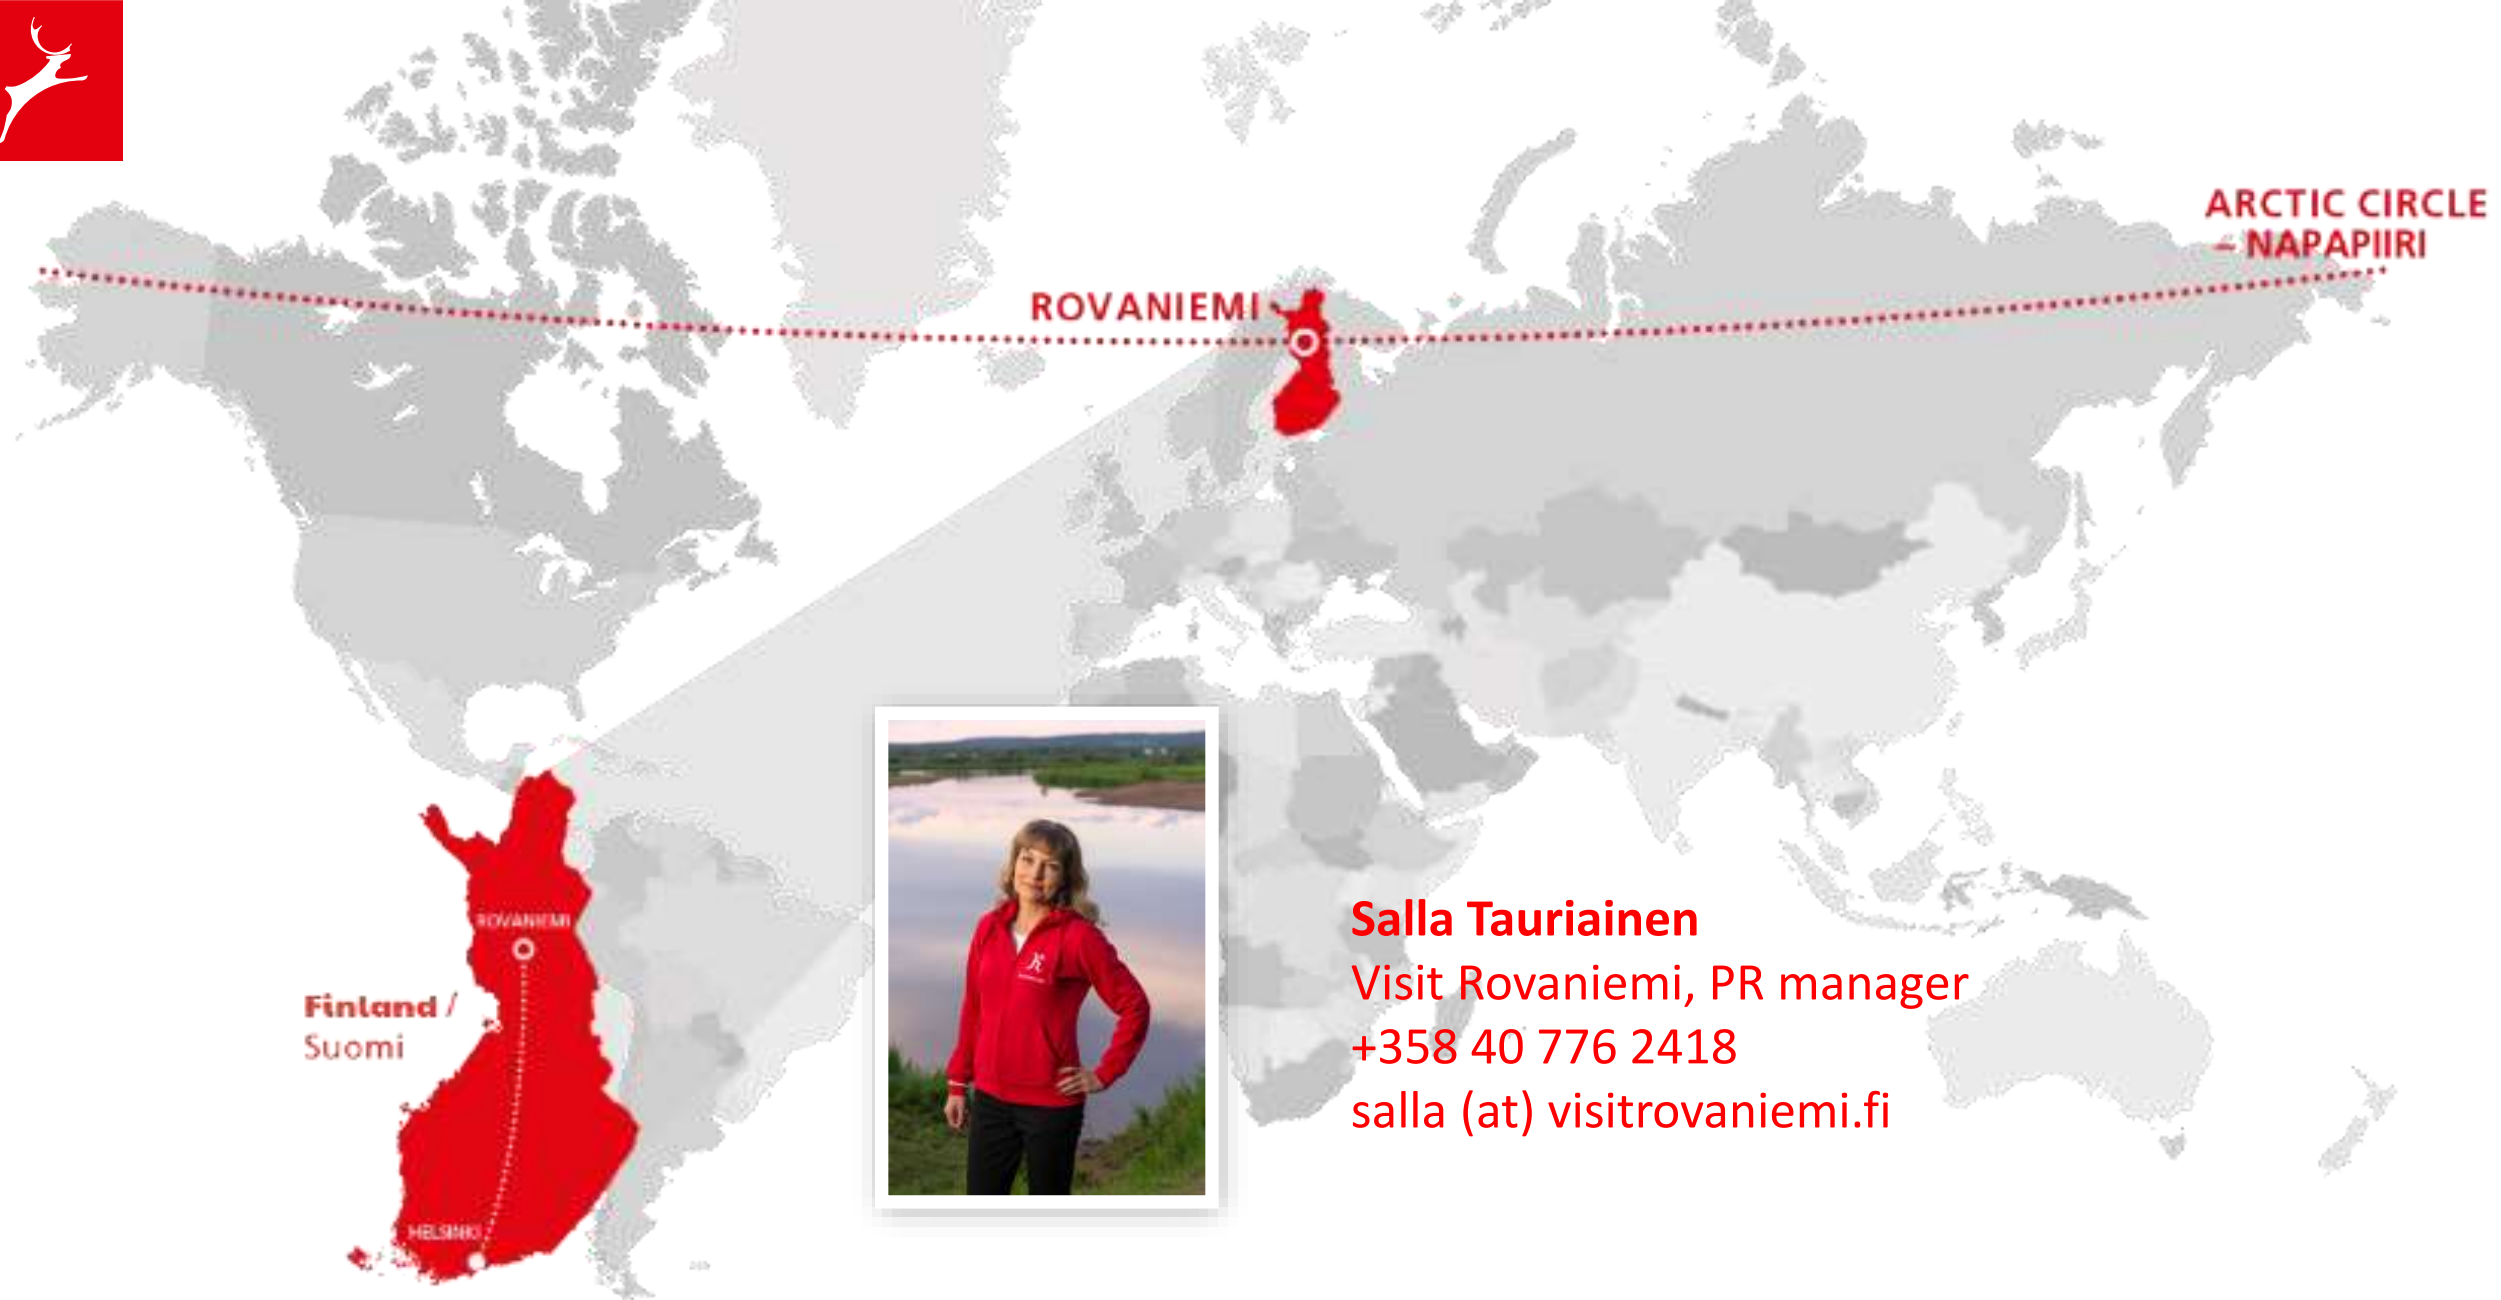 ARCTIC CIRCLE
– NAPAPIIRI
ROVANIEMI
ROVANIEMI
Finland /
Suomi
HELSINKI
Salla Tauriainen
Visit Rovaniemi, PR manager
+358 40 776 2418
salla (at) visitrovaniemi.fi